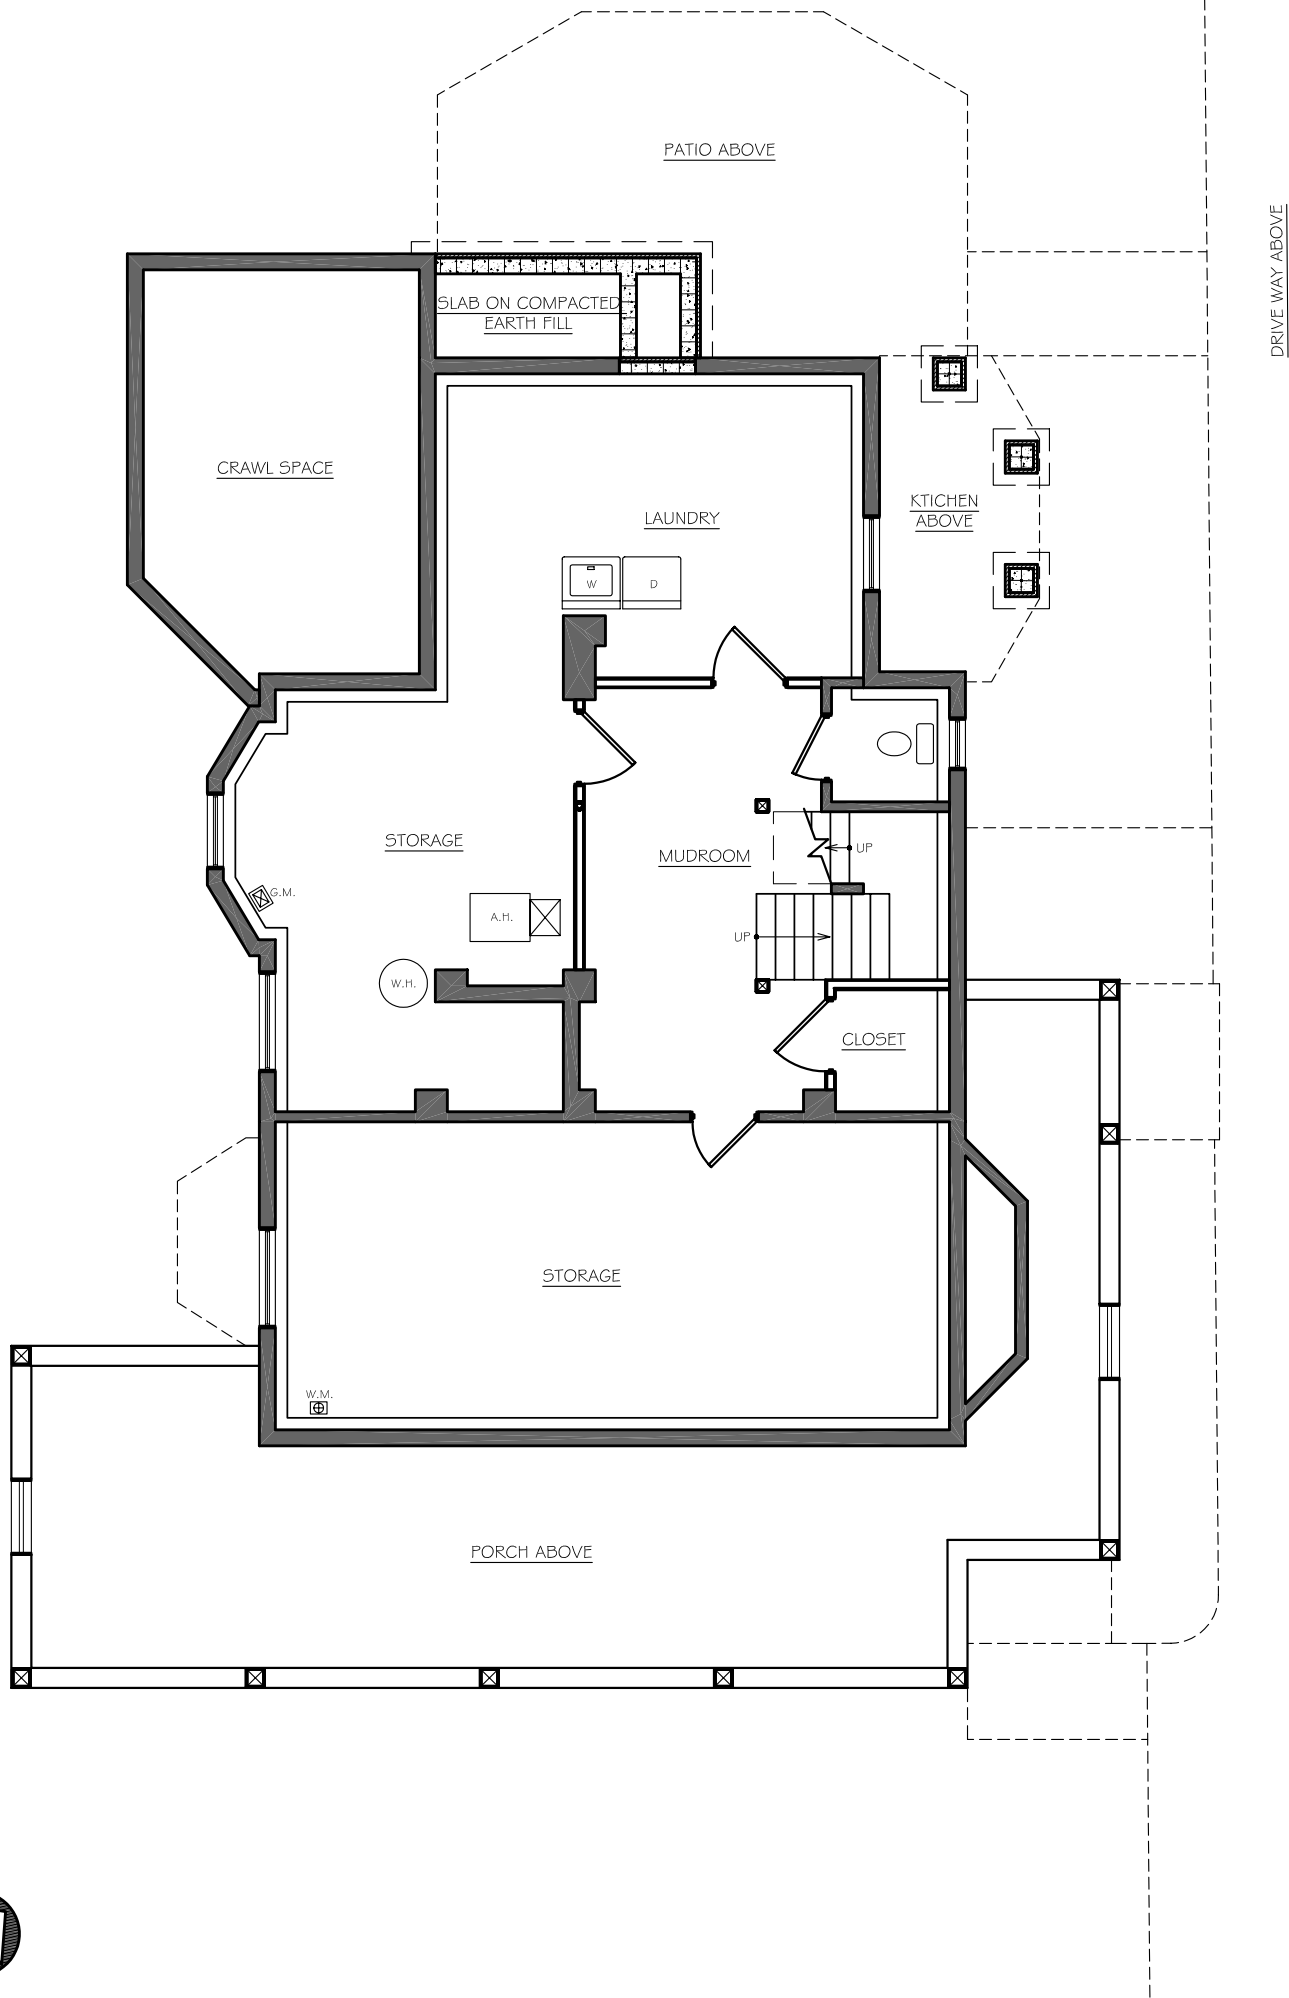 PATIO ABOVE
DRIVE WAY ABOVE
SLAB ON COMPACTED
EARTH FILL
CRAWL SPACE
LAUNDRY
KTICHEN
ABOVE
W
D
STORAGE
MUDROOM
UP
G.M.
A.H.
UP
W.H.
CLOSET
STORAGE
W.M.
PORCH ABOVE